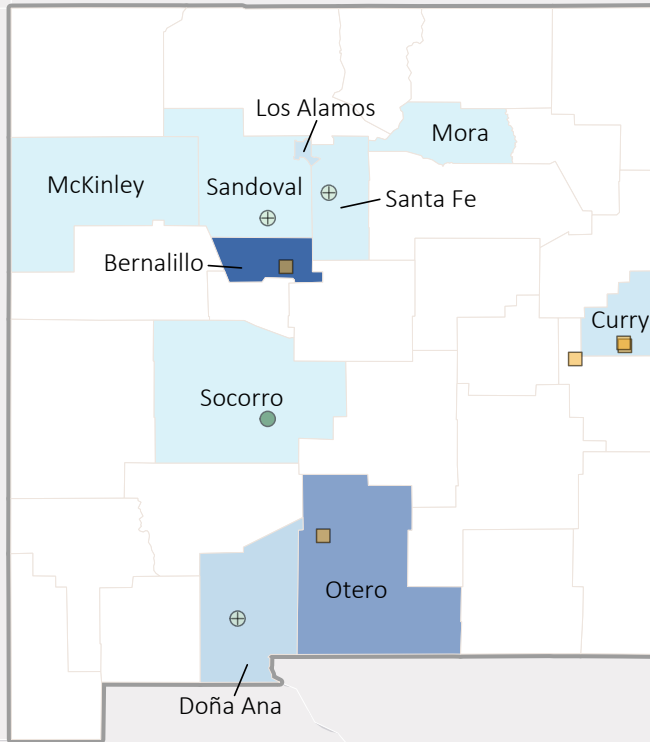 Los Alamos
Mora
McKinley
Sandoval
Santa Fe
Bernalillo
Curry
Socorro
Otero
Doña Ana